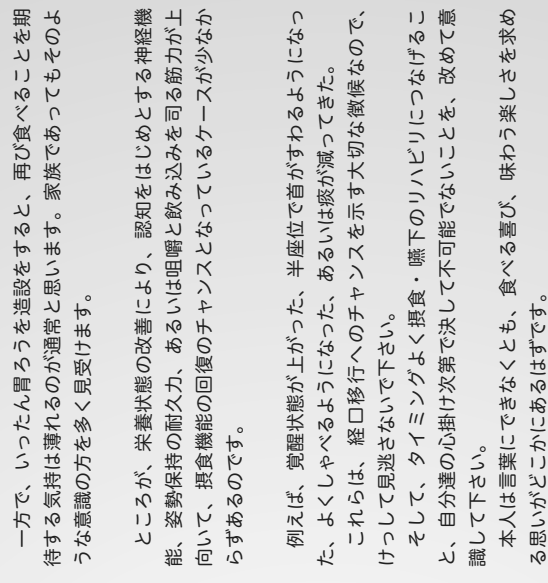 一方で、いったん胃ろうを造設をすると、再び食べることを期
待する気持は薄れるのが通常と思います。家族であってもそのよ
うな意識の方を多く見受けます。
ところが、栄養状態の改善により、認知をはじめとする神経機
能、姿勢保持の耐久力、あるいは咀嚼と飲み込みを司る筋力が上
向いて、摂食機能の回復のチャンスとなっているケースが少なか
らずあるのです。
例えば、覚醒状態が上がった、半座位で首がすわるようになっ
た、よくしゃべるようになった、あるいは痰が減ってきた。
これらは、経口移行へのチャンスを示す大切な徴候なので、
けっして見逃さないで下さい。
そして、タイミングよく摂食・嚥下のリハビリにつなげるこ
と、自分達の心掛け次第で決して不可能でないことを、改めて意
識して下さい。
本人は言葉にできなくとも、食べる喜び、味わう楽しさを求め
る思いがどこかにあるはずです。